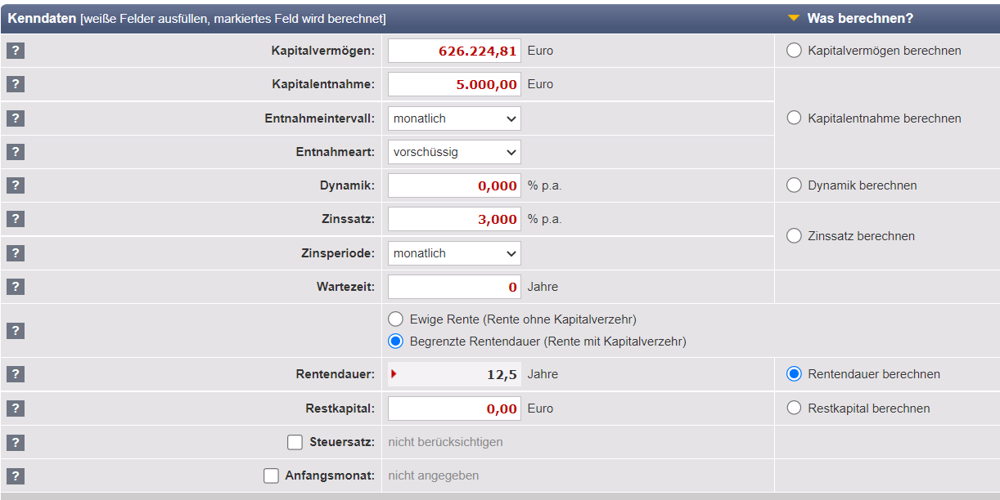 Kenndaten [weiße Felder ausfüllen, markiertes Feld wird berechnet] Was berechnen?
? Kapitalvermögen: 626.224,81 Euro Kapitalvermögen berechnen
? Kapitalentnahme: 5.000,00 Euro
? Entnahmeintervall: monatlich Kapitalentnahme berechnen
? Entnahmeart: vorschüssig
? Dynamik: 0,000 % p.a. Dynamik berechnen
? Zinssatz: 3,000 % p.a.
Zinssatz berechnen
? Zinsperiode: monatlich
? Wartezeit: 0 Jahre
Ewige Rente (Rente ohne Kapitalverzehr)
?
Begrenzte Rentendauer (Rente mit Kapitalverzehr)
? Rentendauer: 12,5 Jahre Rentendauer berechnen
? Restkapital: 0,00 Euro Restkapital berechnen
? Steuersatz: nicht berücksichtigen
? Anfangsmonat: nicht angegeben